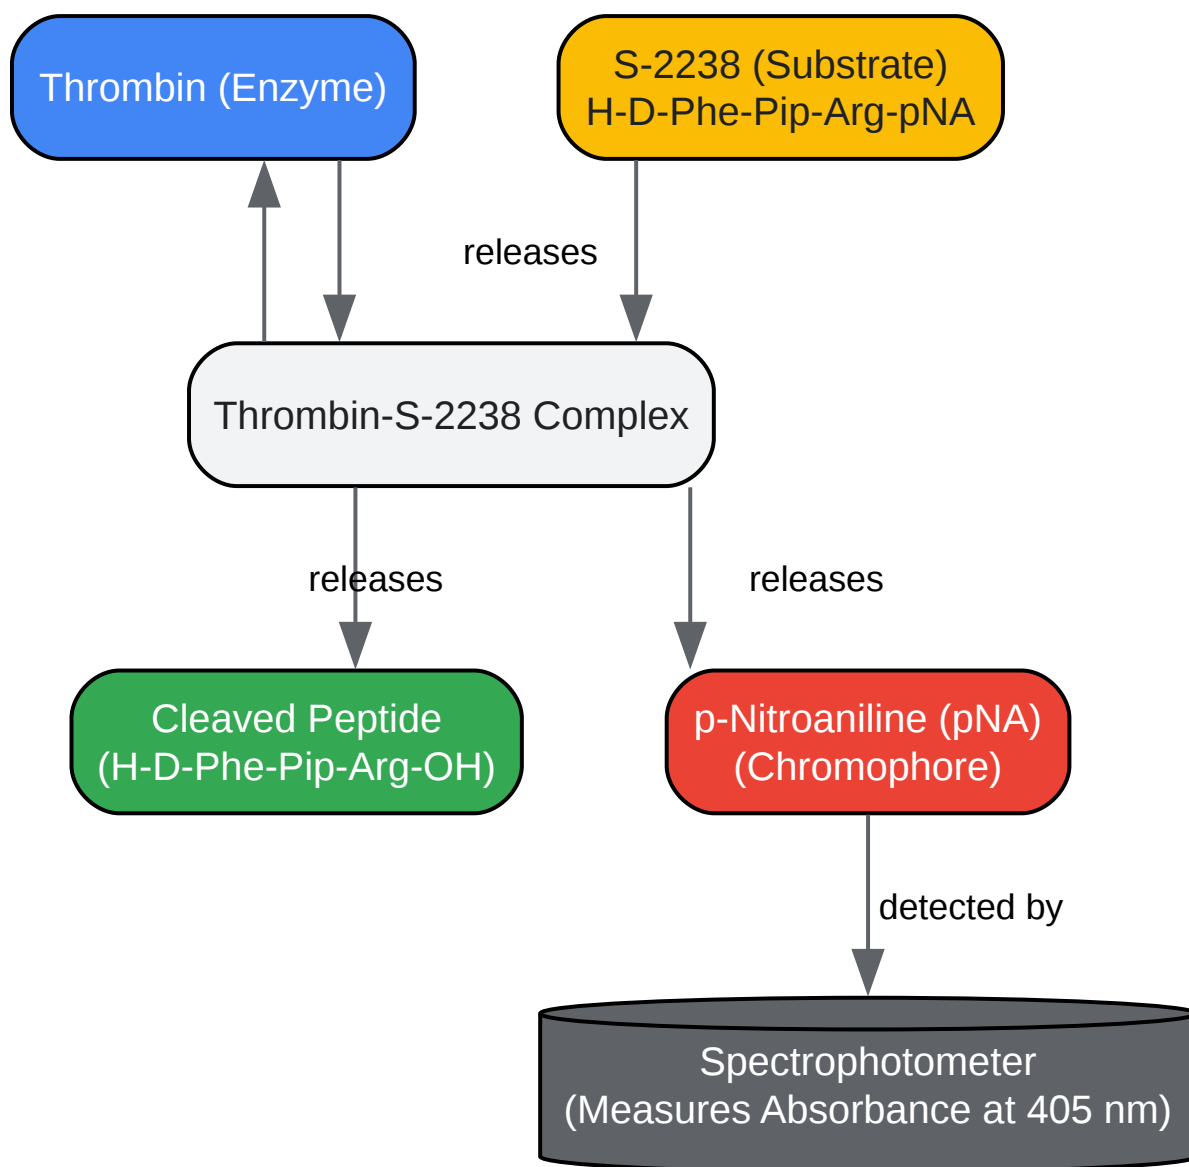 Thrombin (Enzyme)
S-2238 (Substrate)
H-D-Phe-Pip-Arg-pNA
releases
Thrombin-S-2238 Complex
releases
releases
Cleaved Peptide
(H-D-Phe-Pip-Arg-OH)
p-Nitroaniline (pNA)
(Chromophore)
detected by
Spectrophotometer
(Measures Absorbance at 405 nm)